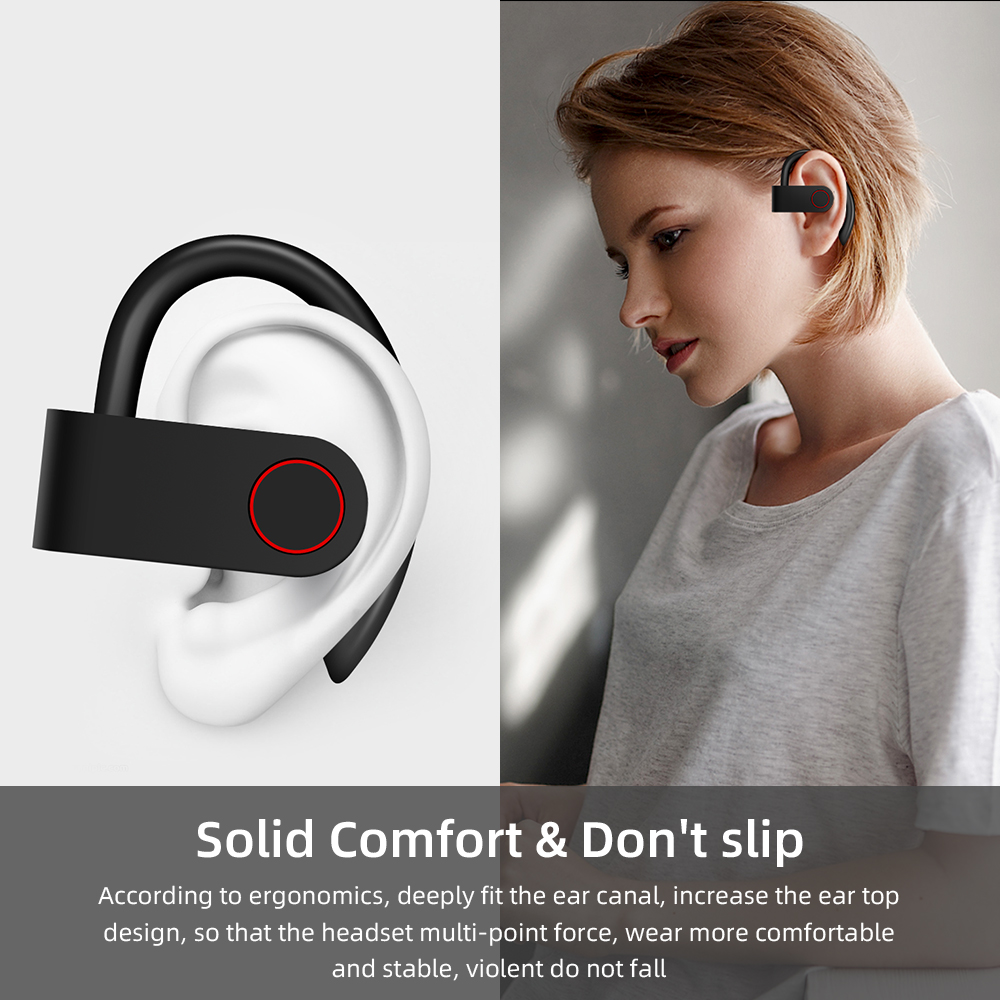 Solid Comfort & Don't slip
According to ergonomics, deeply fit the ear canal, increase the ear top
design, so that the headset multi-point force, wear more comfortable
and stable, violent do not fall